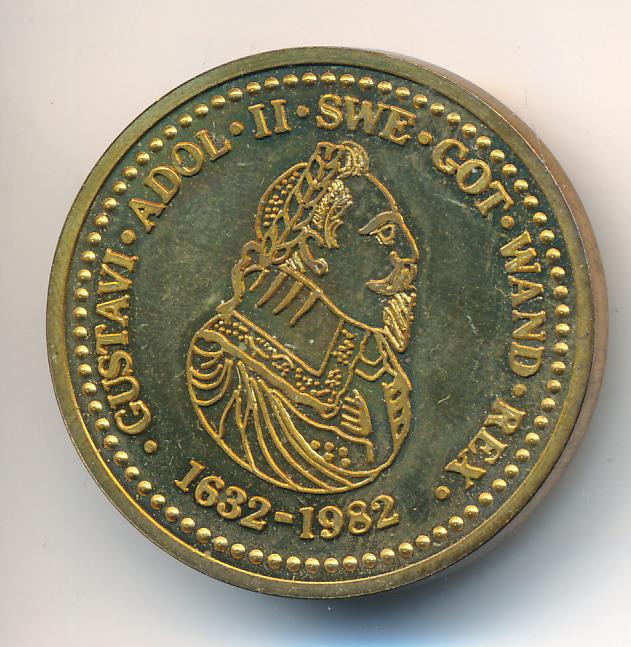 · GUSTAVI · ADOL · II · SWE · GOT · WAND · REX ·
1632-1982